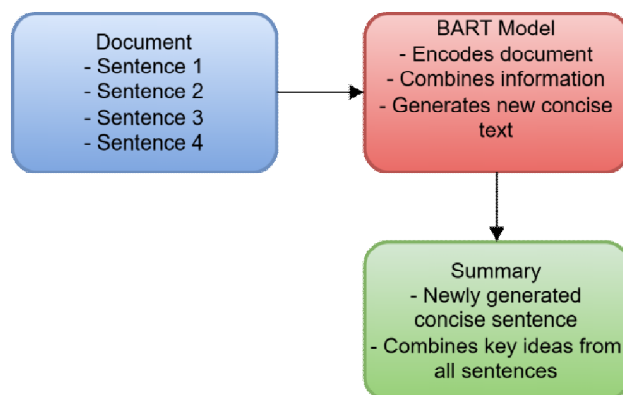 Document
- Sentence 1
- Sentence 2
- Sentence 3
- Sentence 4
BART Model
- Encodes document
- Combines information
- Generates new concise
text
Summary
- Newly generated
concise sentence
- Combines key ideas from
all sentences